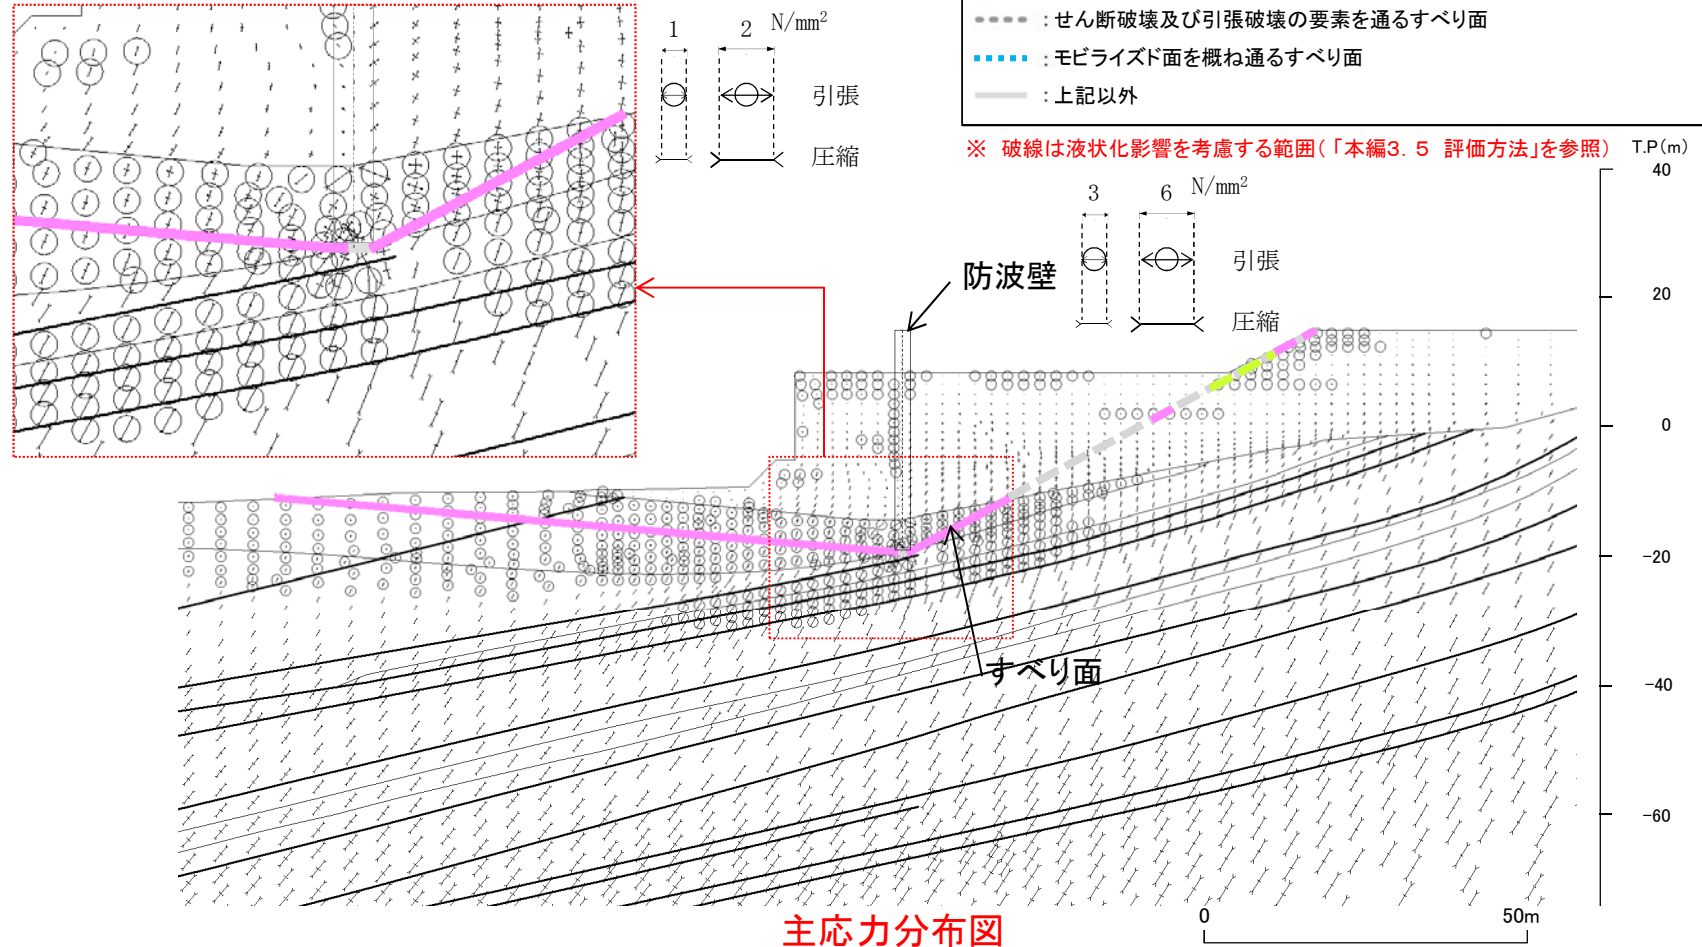 1 2 N/mm²
引張
圧縮
: せん断破壊及び引張破壊の要素を通るすべり面
: モビライズド面を概ね通るすべり面
: 上記以外
※ 破線は液状化影響を考慮する範囲(「本編3.5 評価方法」を参照)
T.P(m)
40
3 6 N/mm²
引張
圧縮
防波壁
20
0
-20
すべり面
-40
-60
主応力分布図
0 50m